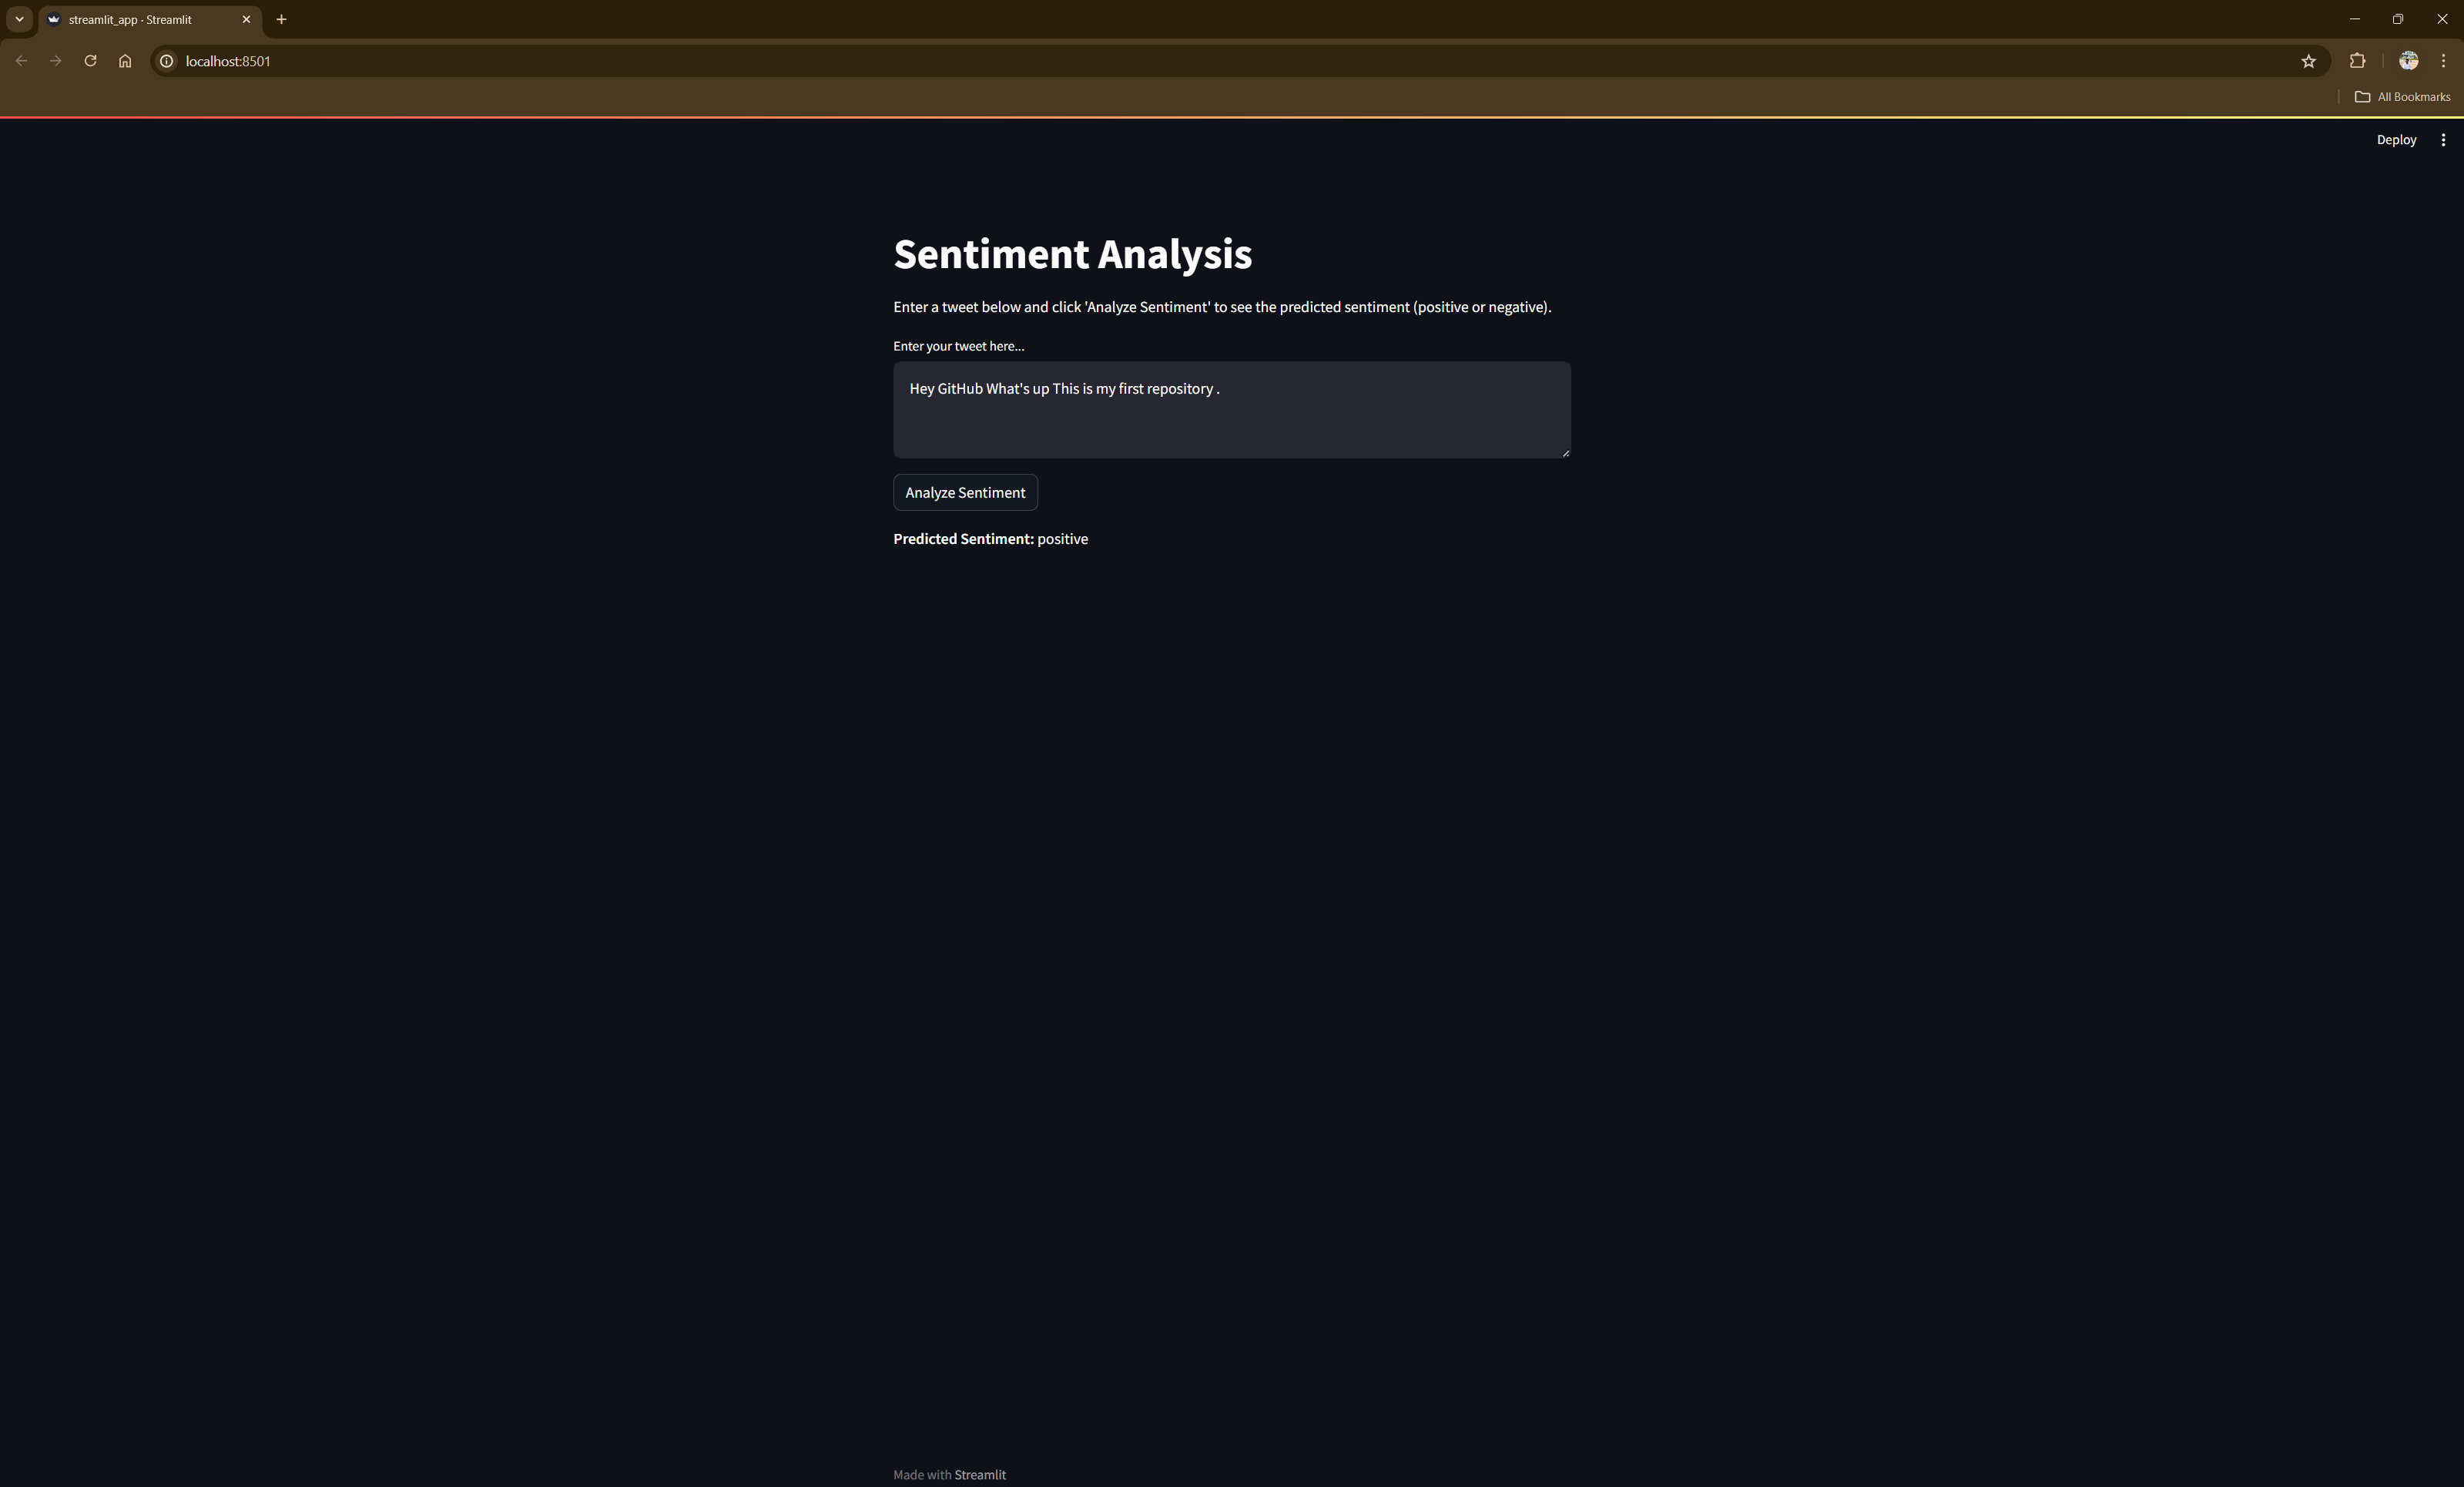 streamlit_app · Streamlit
localhost:8501
All Bookmarks
Deploy
Sentiment Analysis
Enter a tweet below and click 'Analyze Sentiment' to see the predicted sentiment (positive or negative).
Enter your tweet here...
Hey GitHub What's up This is my first repository .
Analyze Sentiment
Predicted Sentiment: positive
Made with Streamlit